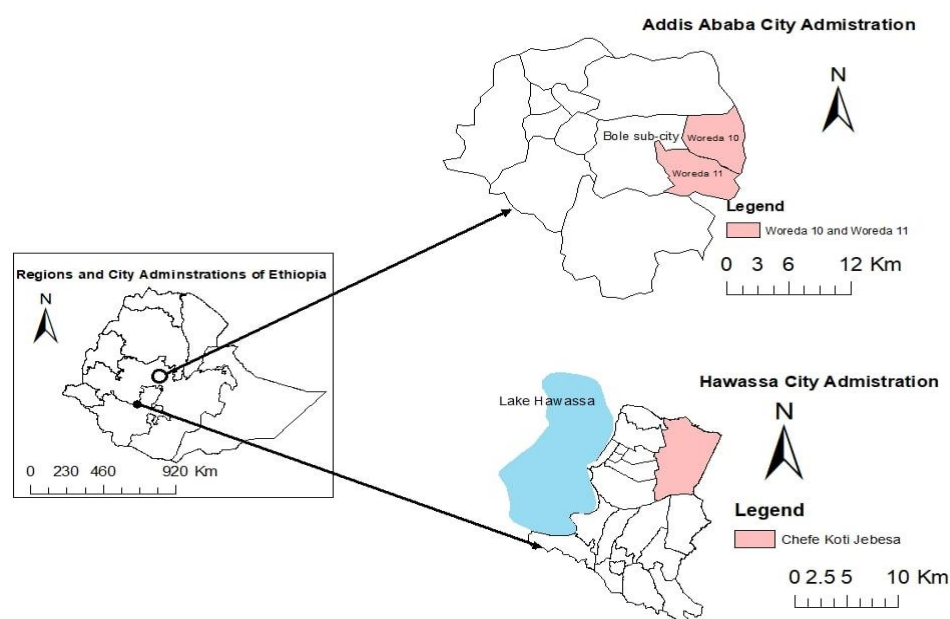 Addis Ababa City Admistration
N
Bole sub-city
Woreda 10
Woreda 11
Legend
Woreda 10 and Woreda 11
0 3 6 12 Km
Regions and City Adminstrations of Ethiopia
N
0 230 460 920 Km
Hawassa City Admistration
Lake Hawassa
N
Legend
Chefe Koti Jebesa
0 2.5 5 10 Km